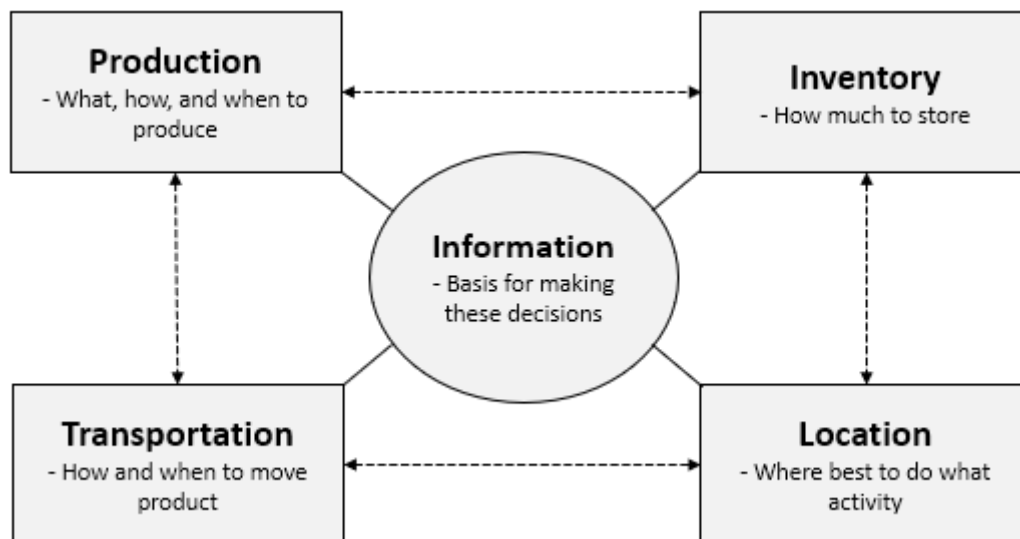 Production
- What, how, and when to
produce
Inventory
- How much to store
Information
- Basis for making
these decisions
Transportation
- How and when to move
product
Location
- Where best to do what
activity